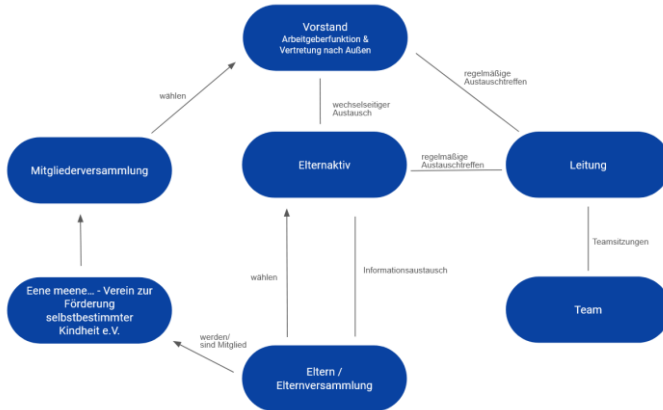 Vorstand
Arbeitgeberfunktion &
Vertretung nach Außen
regelmäßige
Austauschtreffen
wählen
wechselseitiger
Austausch
Mitgliederversammlung
Elternaktiv
regelmäßige
Austauschtreffen
Leitung
Teamsitzungen
wählen
Informationsaustausch
Eene meene... - Verein zur
Förderung
selbstbestimmter
Kindheit e.V.
Team
werden/
sind Mitglied
Eltern /
Elternversammlung